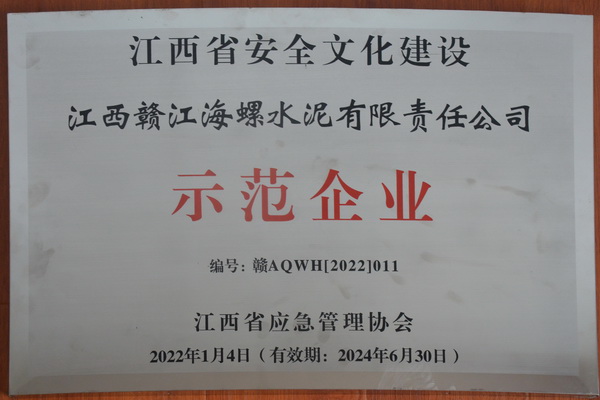 江西省安全文化建设
江西赣江海螺水泥有限责任公司
示范企业
编号：赣AQWH[2022]011
江西省应急管理协会
2022年1月4日（有效期：2024年6月30日）